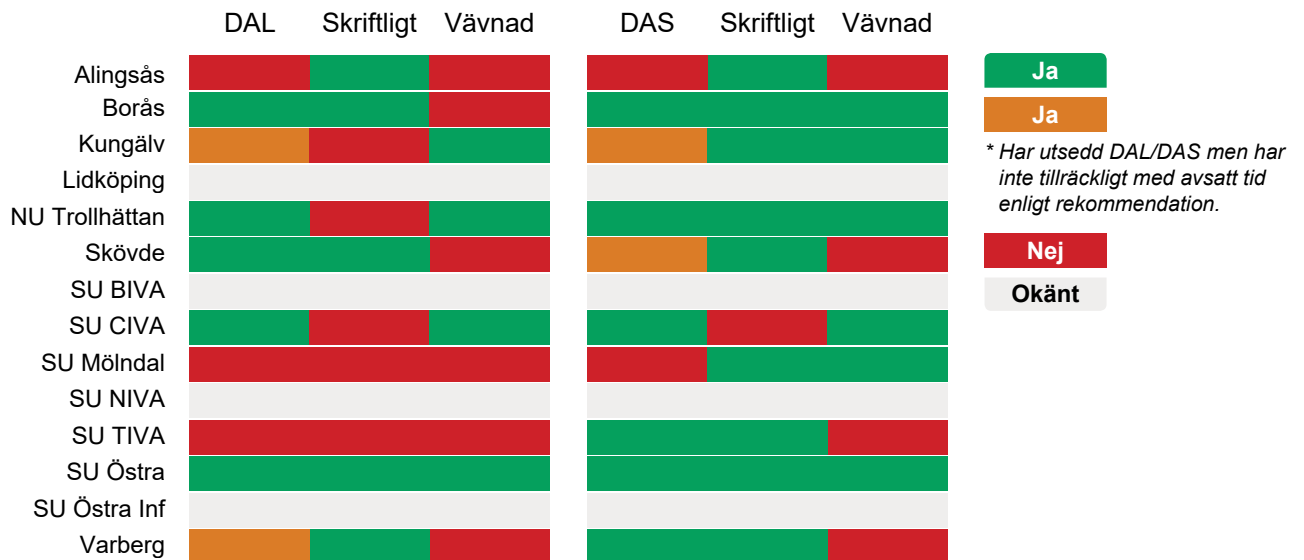 DAL Skriftligt Vävnad DAS Skriftligt Vävnad
Alingsås
Borås
Kungälv
Lidköping
NU Trollhättan
Skövde
SU BIVA
SU CIVA
SU Mölndal
SU NIVA
SU TIVA
SU Östra
SU Östra Inf
Varberg
Ja
Ja
* Har utsedd DAL/DAS men har
inte tillräckligt med avsatt tid
enligt rekommendation.
Nej
Okänt